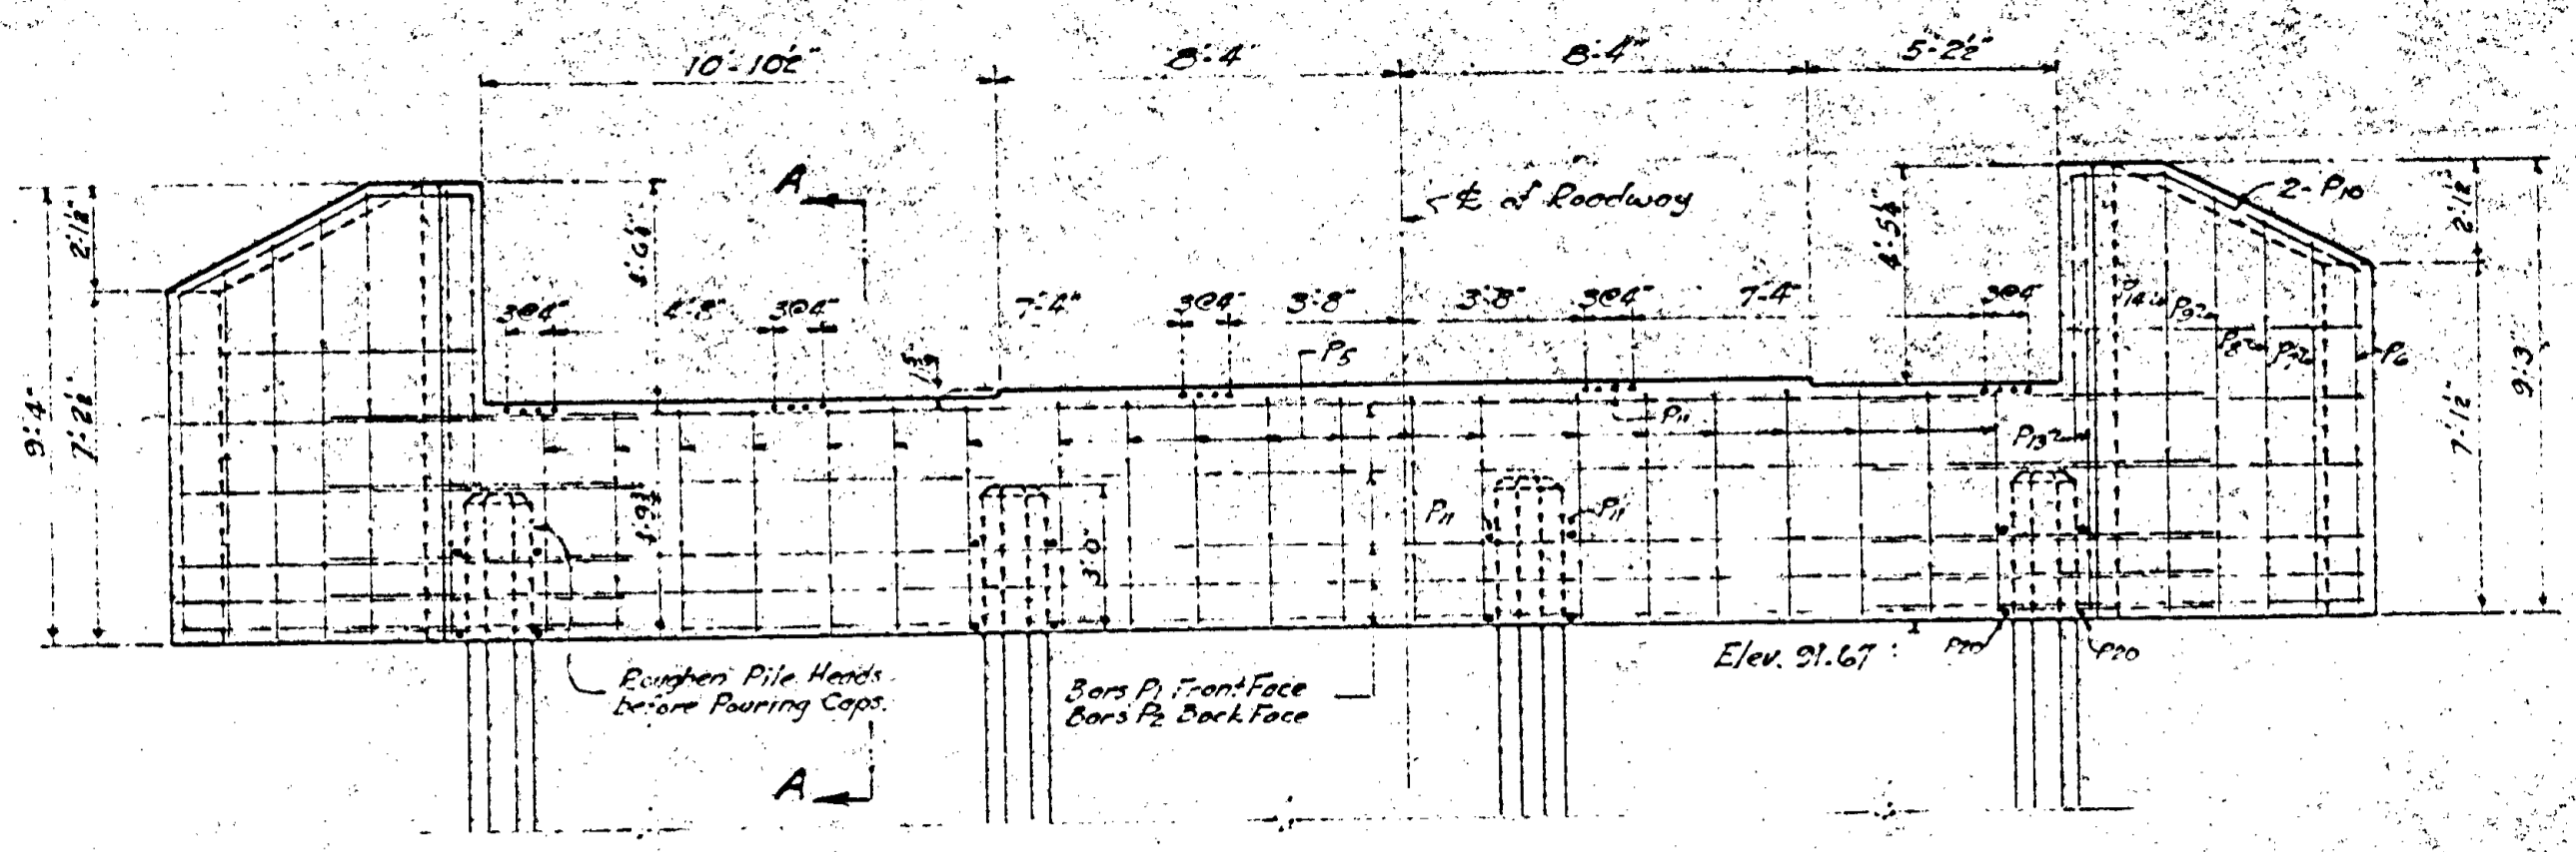 10'-10½" 8'-4" 8'-4" 5'-2½"
A
℄ of Roadway
2-P10
2'-1½"
4'-5½"
2'-1½"
3@4" 4'-8" 3@4" 7'-4" 3@4" 3'-8" 3'-8" 3@4" 7'-4" 3@4"
P14 P9
P8 P7 P6
P5
9'-4"
7'-2½"
9'-3"
7'-1½"
P11
P13
3'-0"
P11 P11
Elev. 91.67
P20 P20
Roughen Pile Heads
before Pouring Caps.
Bars P1 Front Face
Bars P2 Back Face
A